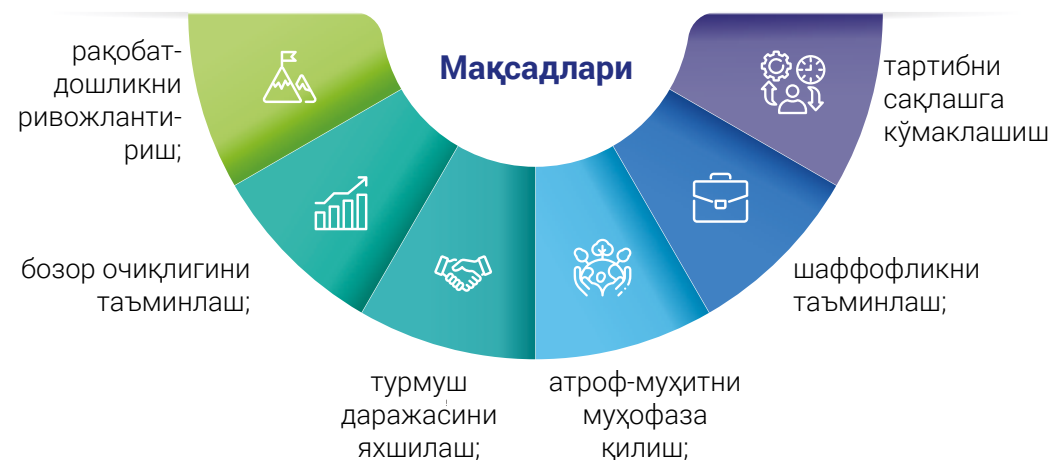 Мақсадлари
рақобат-
дошликни
ривожланти-
риш;
бозор очиқлигини
таъминлаш;
турмуш
даражасини
яхшилаш;
атроф-муҳитни
муҳофаза
қилиш;
шаффофликни
таъминлаш;
тартибни
сақлашга
кўмаклашиш